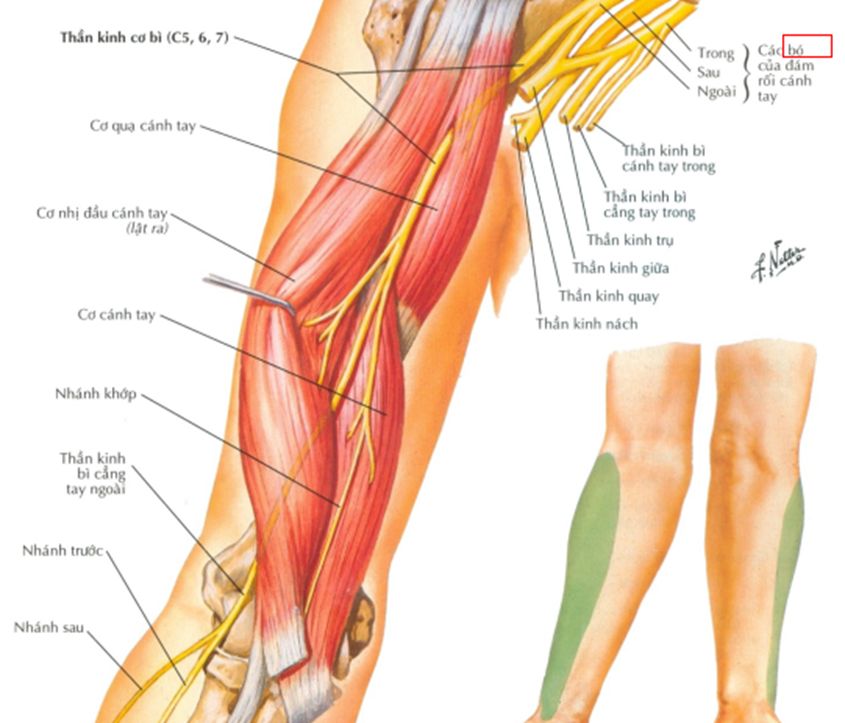 Thần kinh cơ bì (C5, 6, 7)
Trong
Sau
Ngoài
Các bó
của đám
rối cánh
tay
Cơ quạ cánh tay
Thần kinh bì
cánh tay trong
Thần kinh bì
cẳng tay trong
Cơ nhị đầu cánh tay
(lật ra)
Thần kinh trụ
Thần kinh giữa
Thần kinh quay
Cơ cánh tay
Thần kinh nách
Nhánh khớp
Thần kinh
bì cẳng
tay ngoài
Nhánh trước
Nhánh sau
F. Netter